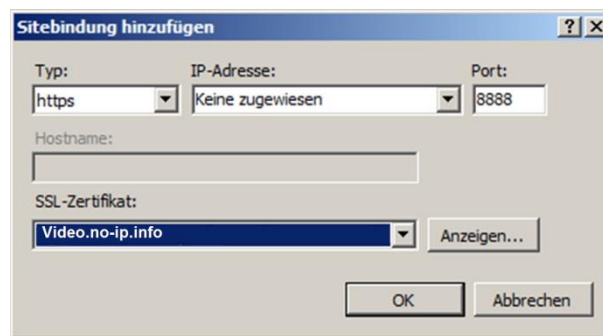 Sitebindung hinzufügen
Typ: IP-Adresse: Port:
https Keine zugewiesen 8888
Hostname:
SSL-Zertifikat:
Video.no-ip.info Anzeigen...
OK Abbrechen